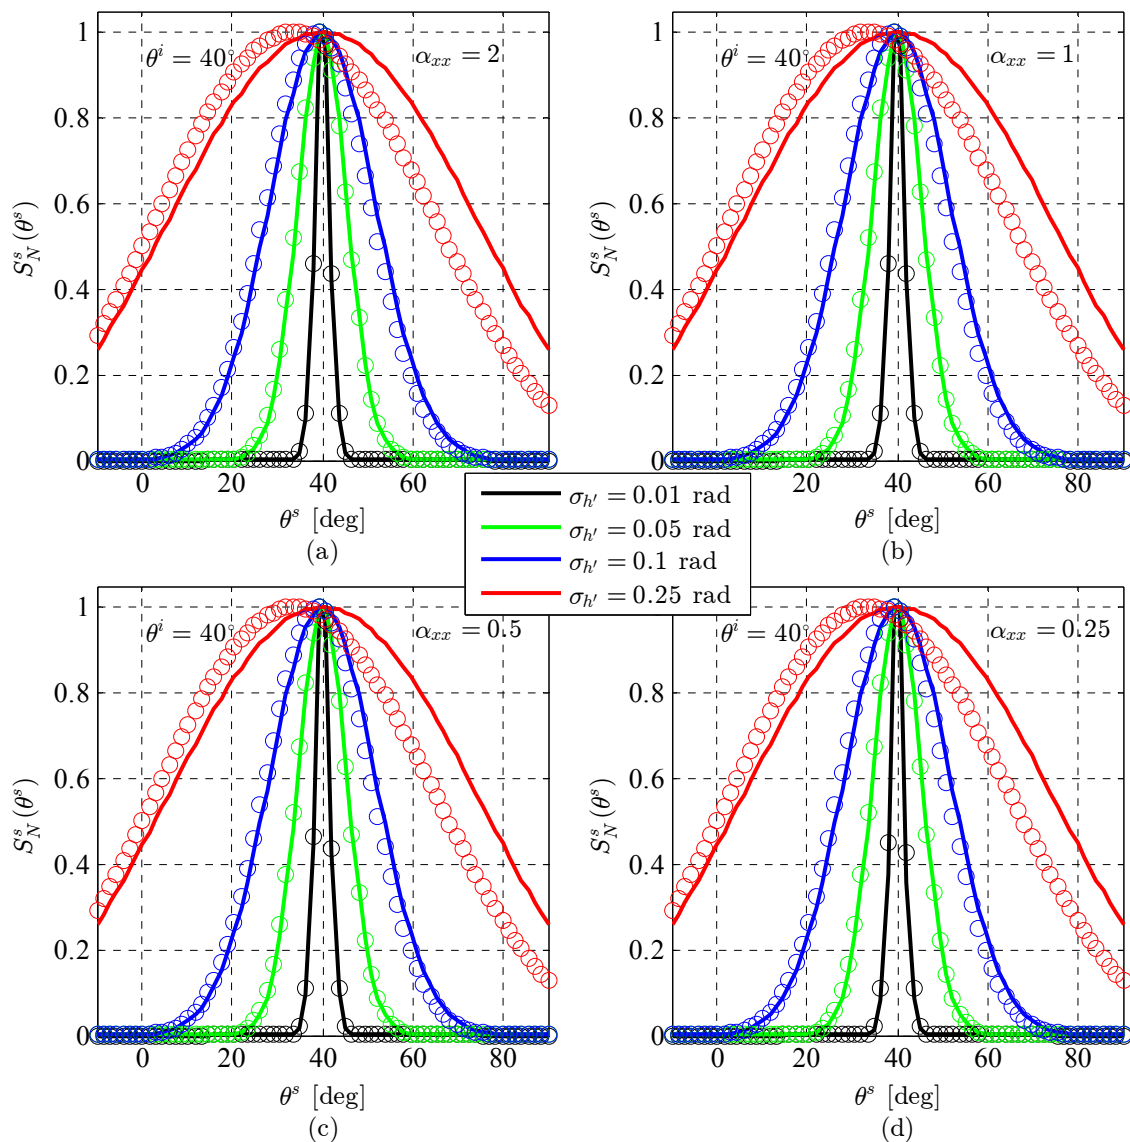 θ^i = 40° α_xx = 2
1
0.8
0.6
0.4
0.2
0
S_N^s(θ^s)
0 20 40 60 80
θ^s [deg]
(a)
θ^i = 40° α_xx = 1
1
0.8
0.6
0.4
0.2
0
S_N^s(θ^s)
0 20 40 60 80
θ^s [deg]
(b)
σ_h′ = 0.01 rad
σ_h′ = 0.05 rad
σ_h′ = 0.1 rad
σ_h′ = 0.25 rad
θ^i = 40° α_xx = 0.5
1
0.8
0.6
0.4
0.2
0
S_N^s(θ^s)
0 20 40 60 80
θ^s [deg]
(c)
θ^i = 40° α_xx = 0.25
1
0.8
0.6
0.4
0.2
0
S_N^s(θ^s)
0 20 40 60 80
θ^s [deg]
(d)